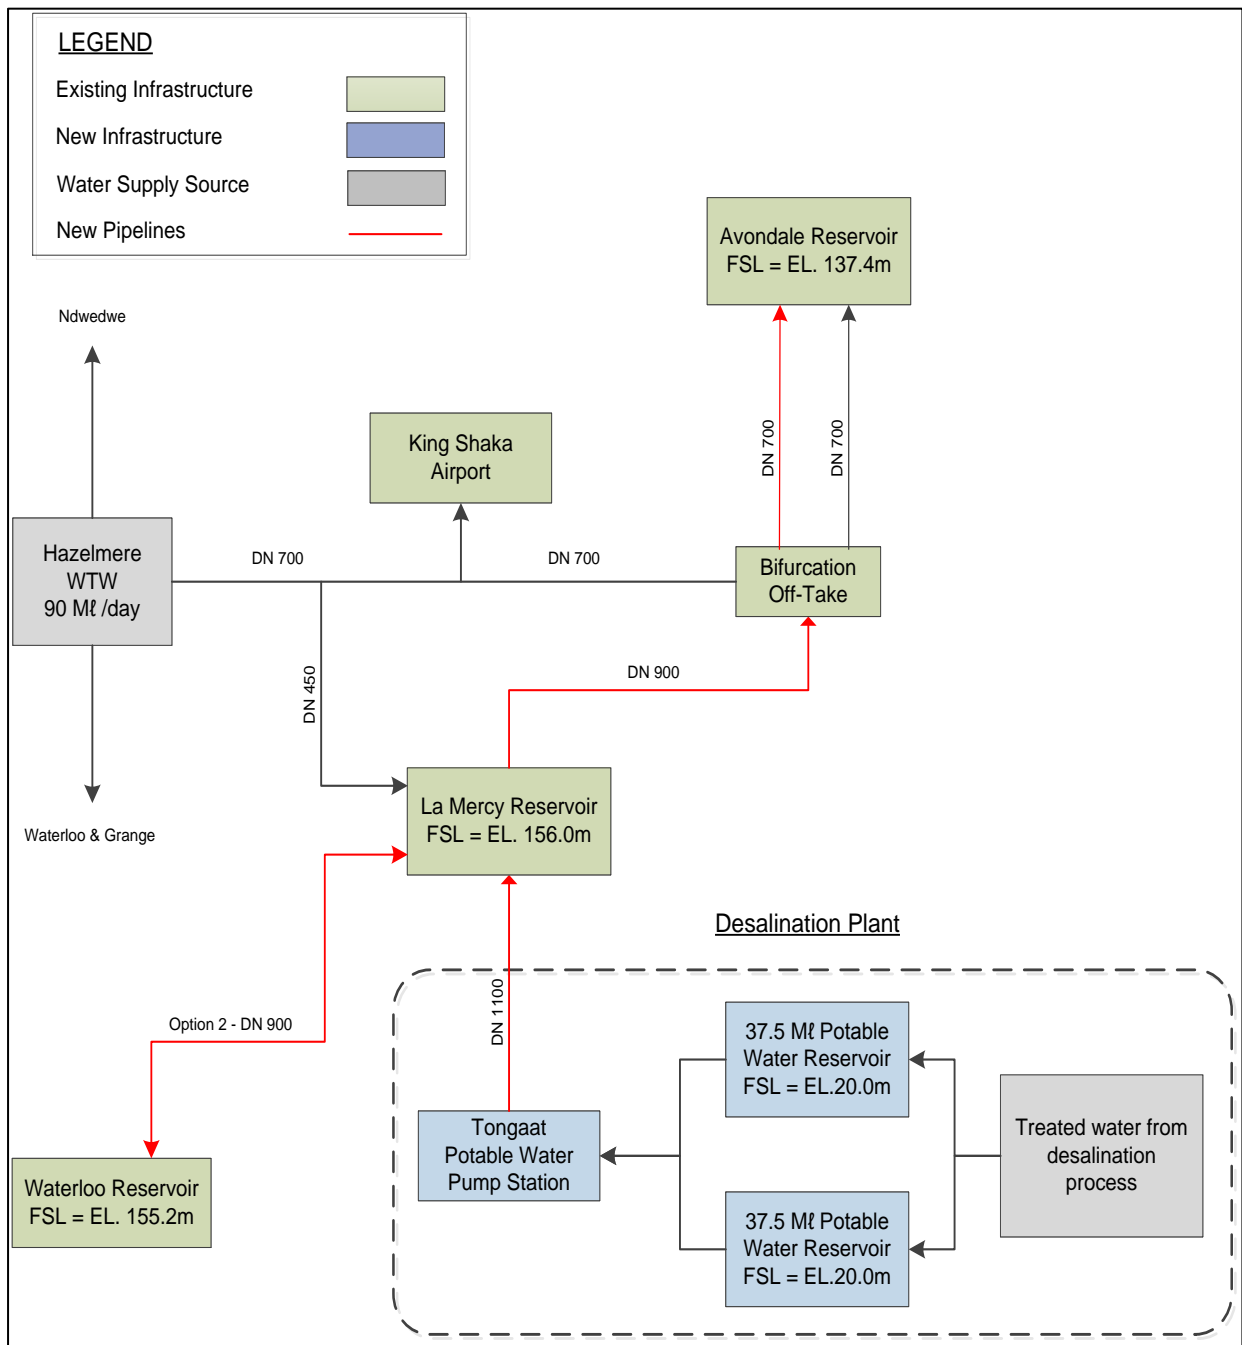 LEGEND
Existing Infrastructure
New Infrastructure
Water Supply Source
New Pipelines
Avondale Reservoir
FSL = EL. 137.4m
Ndwedwe
King Shaka
Airport
DN 700
DN 700
Hazelmere
WTW
90 Mℓ /day
DN 700
DN 700
Bifurcation
Off-Take
DN 450
DN 900
La Mercy Reservoir
FSL = EL. 156.0m
Waterloo & Grange
Desalination Plant
DN 1100
Option 2 - DN 900
37.5 Mℓ Potable
Water Reservoir
FSL = EL.20.0m
Tongaat
Potable Water
Pump Station
Treated water from
desalination
process
Waterloo Reservoir
FSL = EL. 155.2m
37.5 Mℓ Potable
Water Reservoir
FSL = EL.20.0m